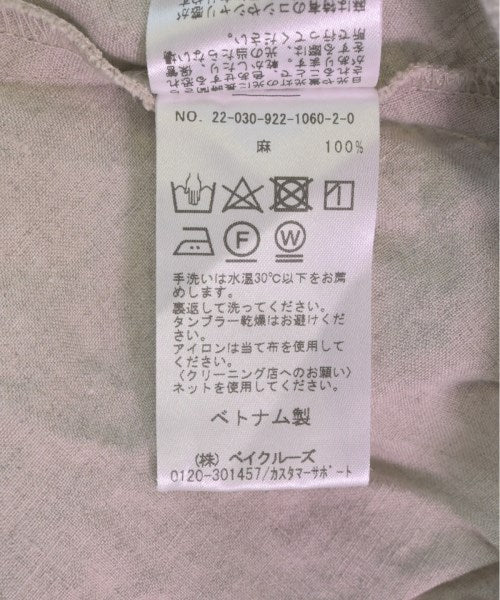 NO. 22-030-922-1060-2-0
麻 100%
F W
手洗いは水温30℃以下をお薦
めします。
裏返して洗ってください。
タンブラー乾燥はお避けくだ
さい。
アイロンは当て布を使用して
ください。
(クリーニング店へのお願い)
ネットを使用してください。
ベトナム製
(株) ベイクルーズ
0120-301457/カスタマーサポート